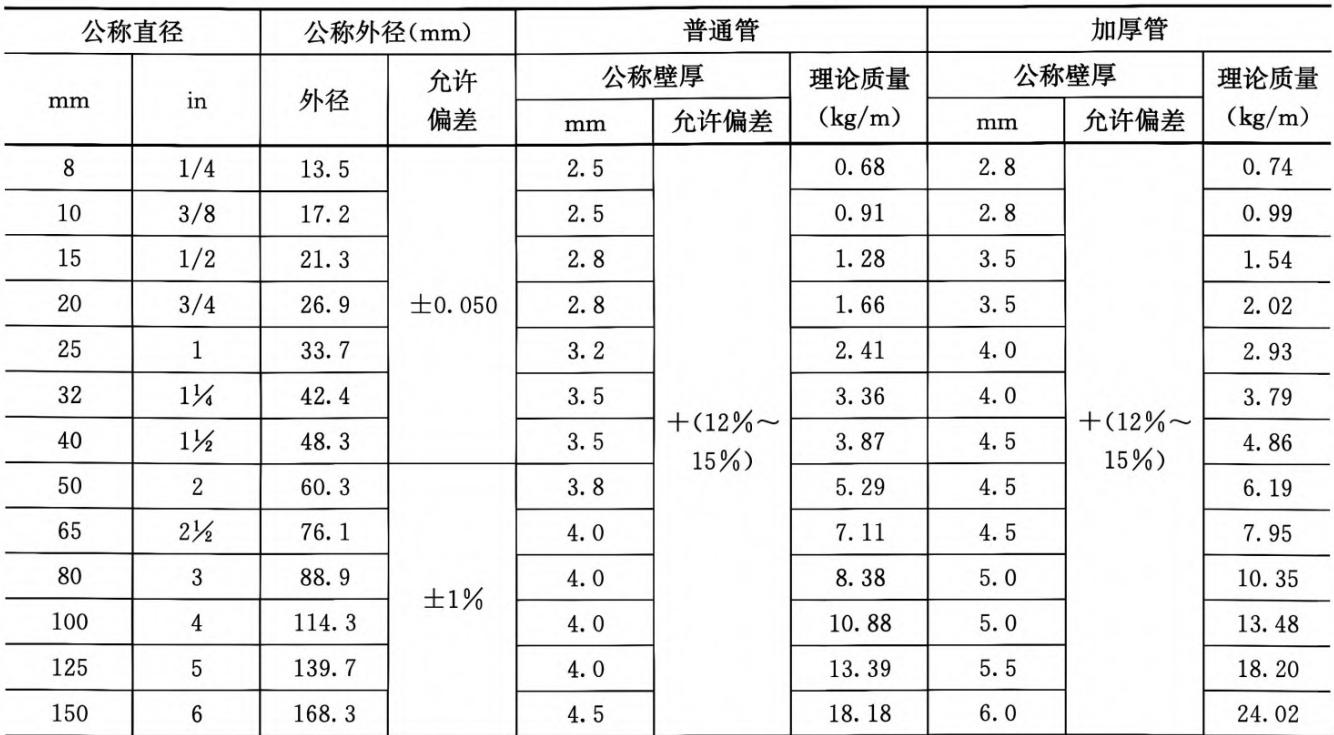 公称直径 公称外径(mm) 普通管 加厚管
mm in 外径 允许偏差 公称壁厚 理论质量(kg/m) 公称壁厚 理论质量(kg/m)
mm 允许偏差 mm 允许偏差
8 1/4 13.5 ±0.050 2.5 +(12%~15%) 0.68 2.8 +(12%~15%) 0.74
10 3/8 17.2 2.5 0.91 2.8 0.99
15 1/2 21.3 2.8 1.28 3.5 1.54
20 3/4 26.9 2.8 1.66 3.5 2.02
25 1 33.7 3.2 2.41 4.0 2.93
32 1¼ 42.4 3.5 3.36 4.0 3.79
40 1½ 48.3 3.5 3.87 4.5 4.86
50 2 60.3 ±1% 3.8 5.29 4.5 6.19
65 2½ 76.1 4.0 7.11 4.5 7.95
80 3 88.9 4.0 8.38 5.0 10.35
100 4 114.3 4.0 10.88 5.0 13.48
125 5 139.7 4.0 13.39 5.5 18.20
150 6 168.3 4.5 18.18 6.0 24.02